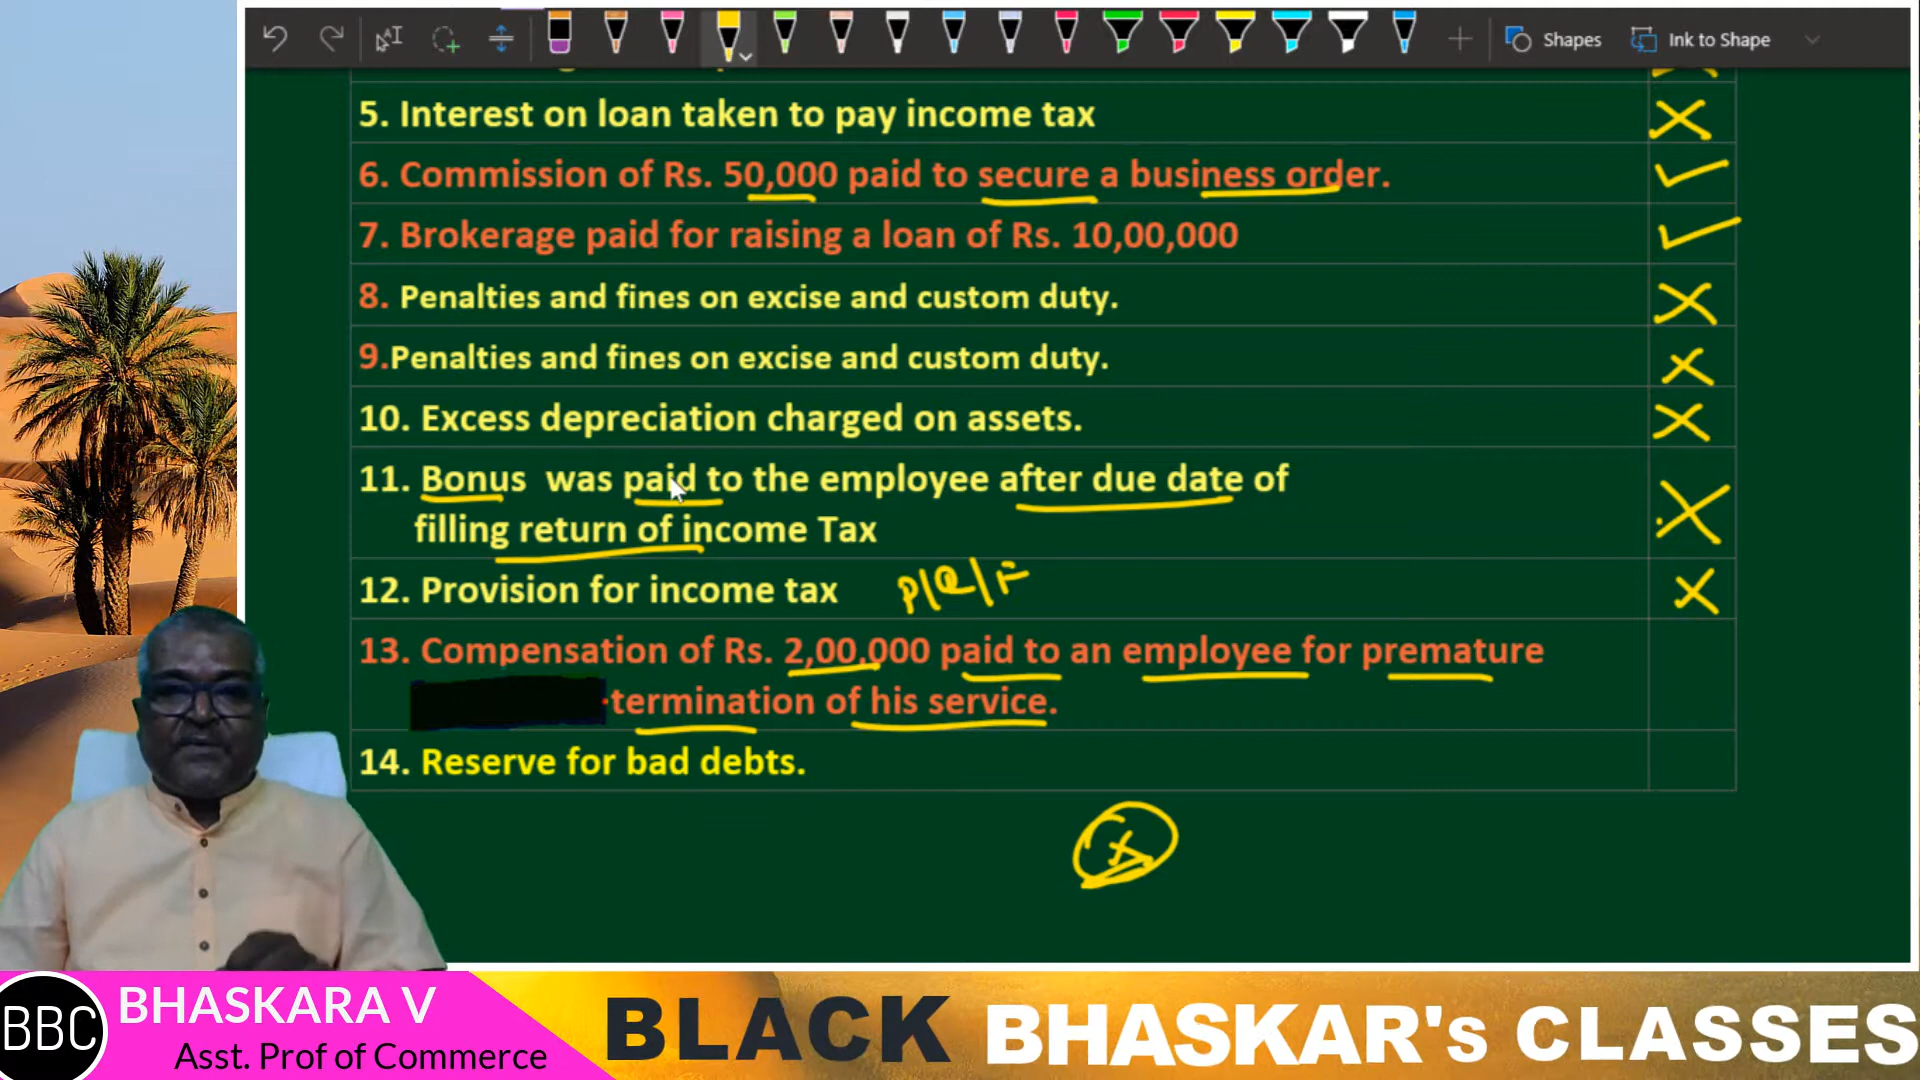 Shapes
Ink to Shape
5. Interest on loan taken to pay income tax
6. Commission of Rs. 50,000 paid to secure a business order.
7. Brokerage paid for raising a loan of Rs. 10,00,000
8. Penalties and fines on excise and custom duty.
9.Penalties and fines on excise and custom duty.
10. Excess depreciation charged on assets.
11. Bonus was paid to the employee after due date of
filling return of income Tax
12. Provision for income tax P/R/F
13. Compensation of Rs. 2,00,000 paid to an employee for premature
termination of his service.
14. Reserve for bad debts.
BBC
BHASKARA V
Asst. Prof of Commerce
BLACK BHASKAR's CLASSES